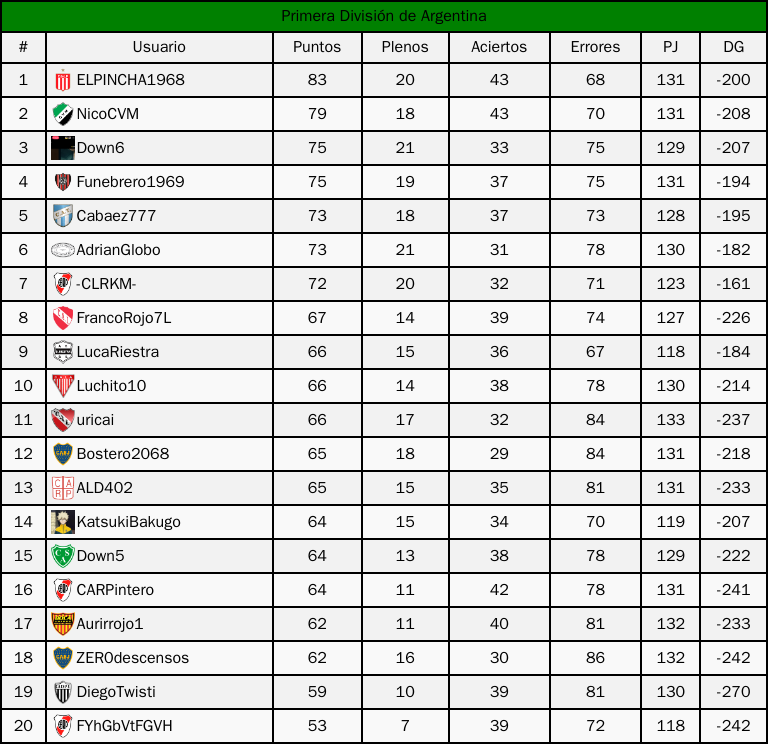 Primera División de Argentina
# Usuario Puntos Plenos Aciertos Errores PJ DG
1 ELPINCHA1968 83 20 43 68 131 -200
2 NicoCVM 79 18 43 70 131 -208
3 Down6 75 21 33 75 129 -207
4 Funebrero1969 75 19 37 75 131 -194
5 Cabaez777 73 18 37 73 128 -195
6 AdrianGlobo 73 21 31 78 130 -182
7 -CLRKM- 72 20 32 71 123 -161
8 FrancoRojo7L 67 14 39 74 127 -226
9 LucaRiestra 66 15 36 67 118 -184
10 Luchito10 66 14 38 78 130 -214
11 uricai 66 17 32 84 133 -237
12 Bostero2068 65 18 29 84 131 -218
13 ALD402 65 15 35 81 131 -233
14 KatsukiBakugo 64 15 34 70 119 -207
15 Down5 64 13 38 78 129 -222
16 CARPintero 64 11 42 78 131 -241
17 Aurirrojo1 62 11 40 81 132 -233
18 ZER0descensos 62 16 30 86 132 -242
19 DiegoTwisti 59 10 39 81 130 -270
20 FYhGbVtFGVH 53 7 39 72 118 -242